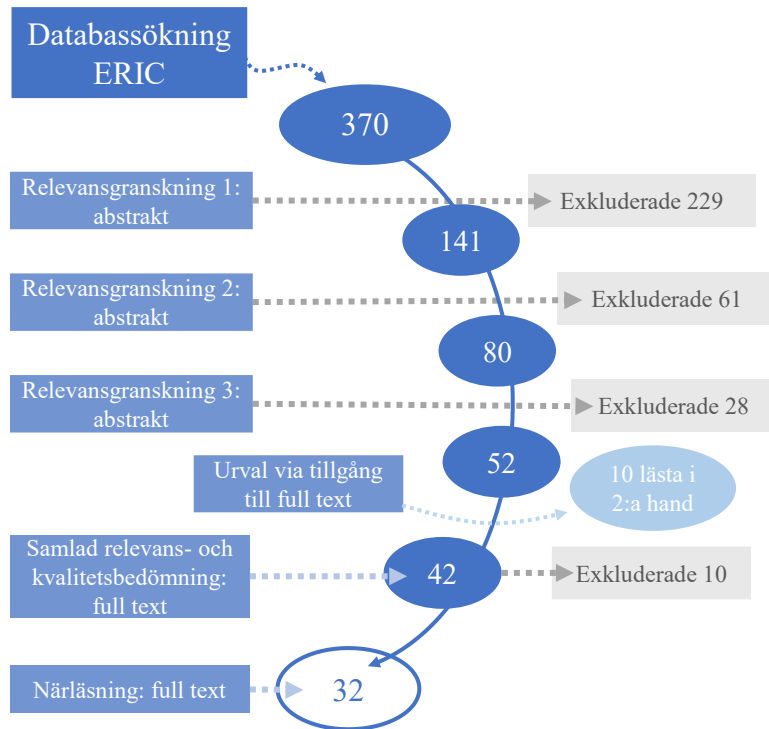 Databassökning
ERIC
370
Relevansgranskning 1:
abstrakt
Exkluderade 229
141
Relevansgranskning 2:
abstrakt
Exkluderade 61
80
Relevansgranskning 3:
abstrakt
Exkluderade 28
52
Urval via tillgång
till full text
10 lästa i
2:a hand
Samlad relevans- och
kvalitetsbedömning:
full text
42
Exkluderade 10
Närläsning: full text
32